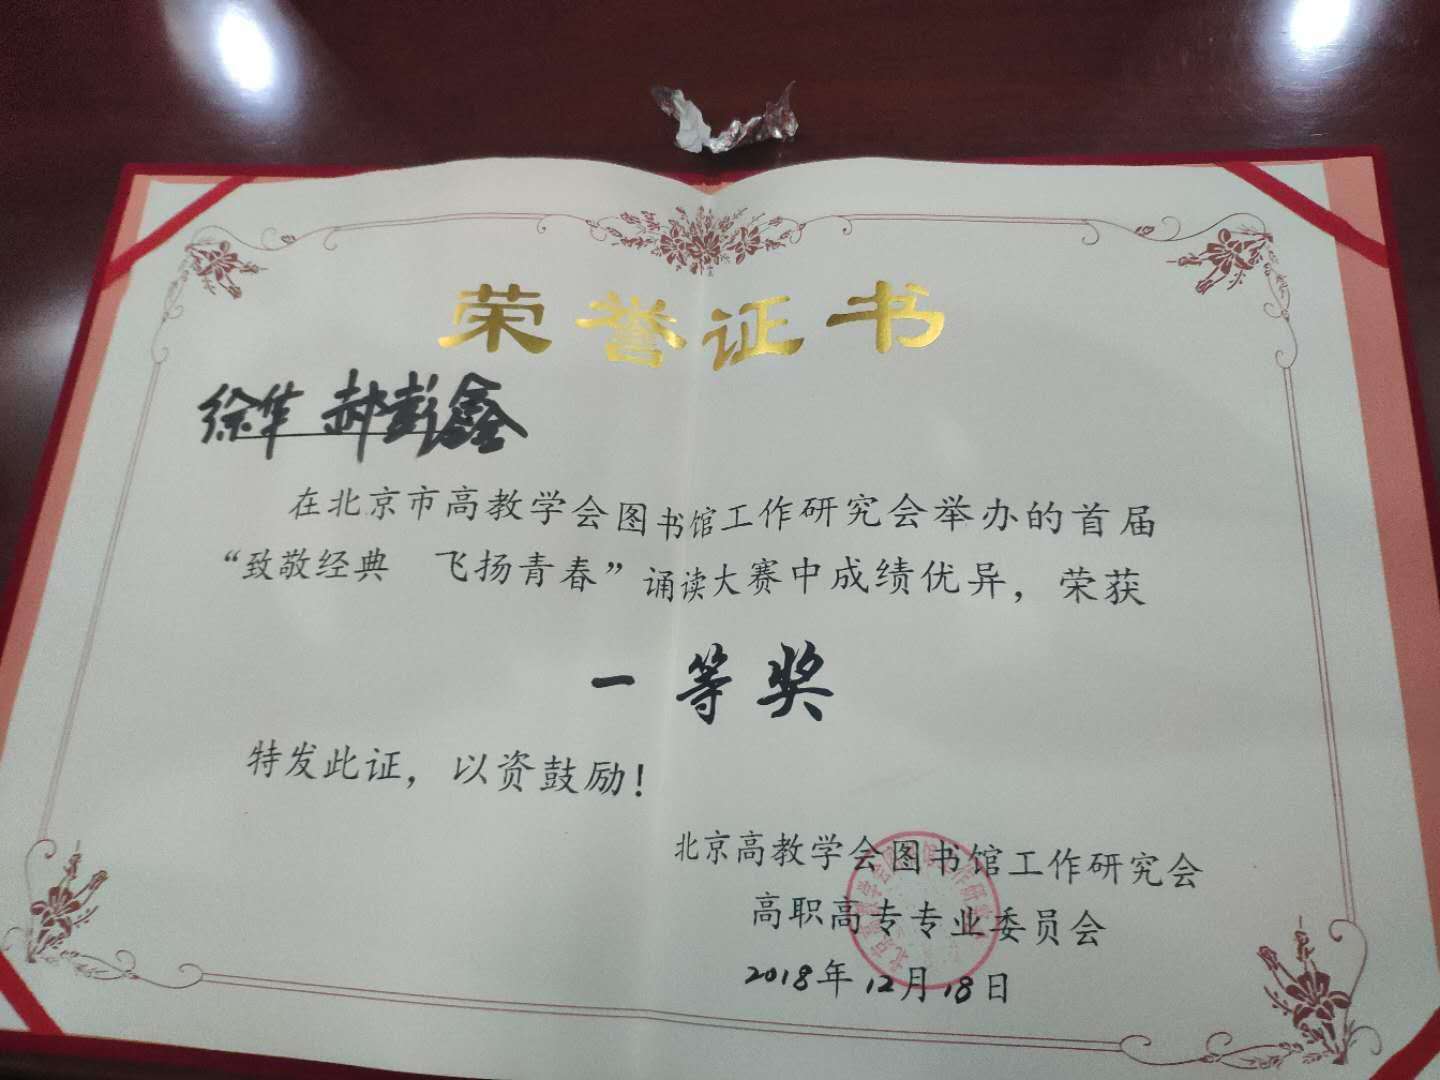 荣誉证书
徐华 郝彭鑫
在北京市高教学会图书馆工作研究会举办的首届
“致敬经典 飞扬青春”诵读大赛中成绩优异，荣获
一等奖
特发此证，以资鼓励！
北京高教学会图书馆工作研究会
高职高专专业委员会
2018年12月18日